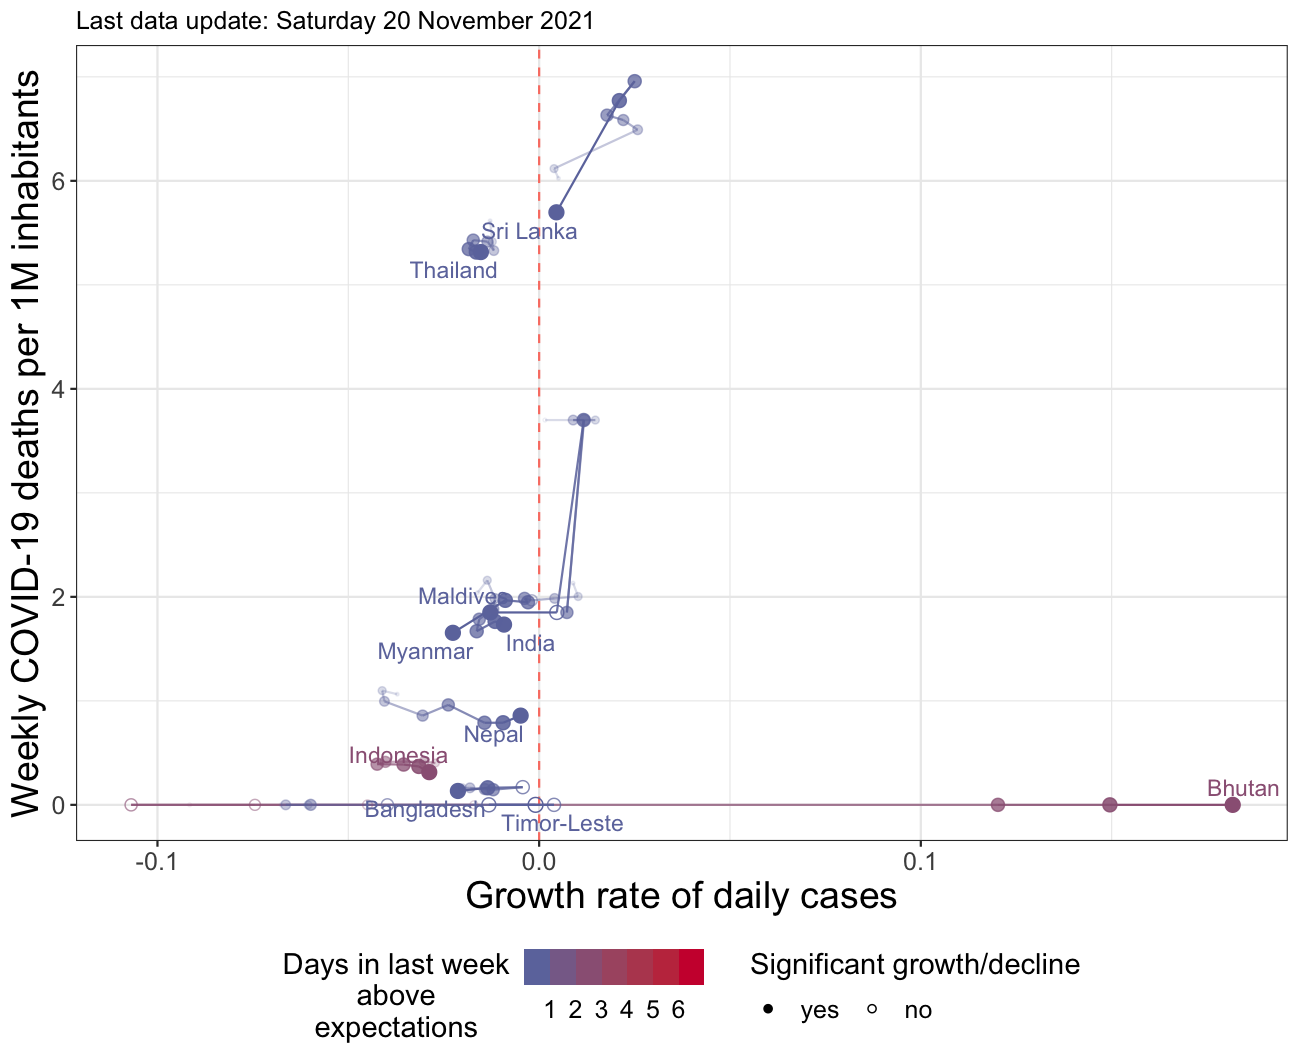 Last data update: Saturday 20 November 2021
Weekly COVID-19 deaths per 1M inhabitants
6
4
2
0
Sri Lanka
Thailand
Maldives
India
Myanmar
Nepal
Indonesia
Bhutan
Bangladesh
Timor-Leste
-0.1
0.0
0.1
Growth rate of daily cases
Days in last week
above
expectations
1 2 3 4 5 6
Significant growth/decline
yes
no